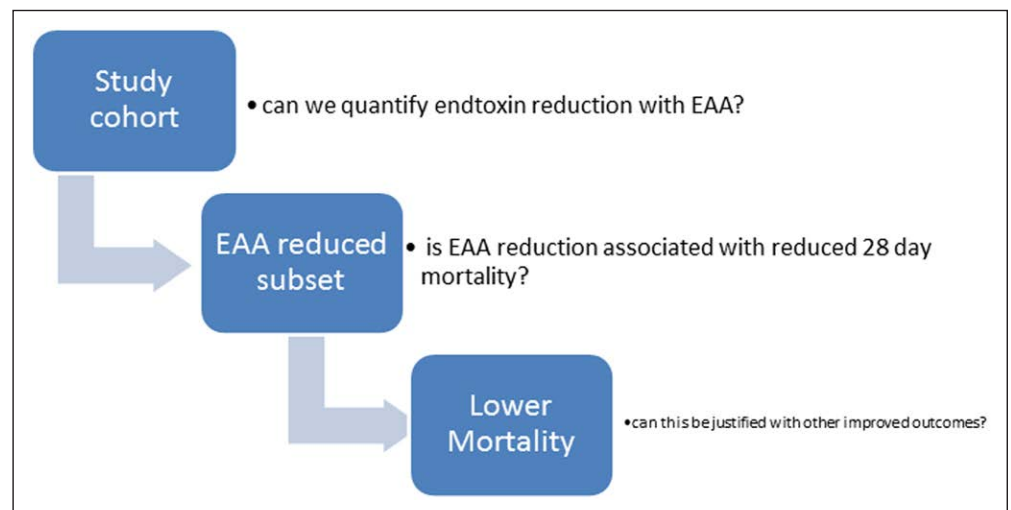 Study
cohort
• can we quantify endtoxin reduction with EAA?
EAA reduced
subset
• is EAA reduction associated with reduced 28 day
mortality?
Lower
Mortality
•can this be justified with other improved outcomes?